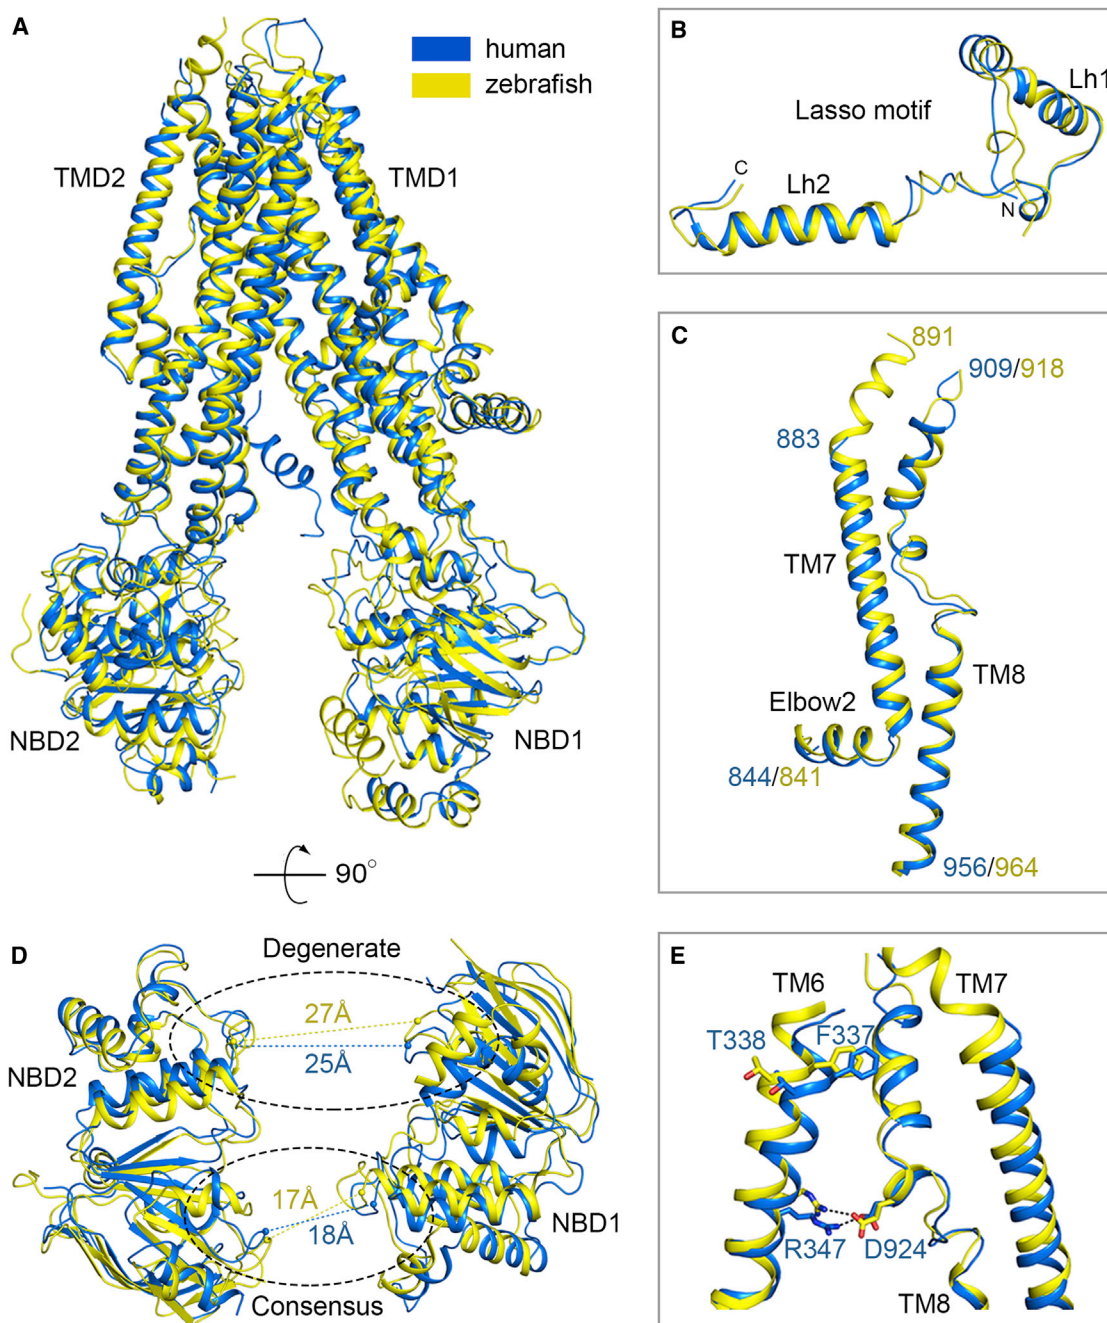 A
human
zebrafish
TMD2
TMD1
NBD2
NBD1
90°
B
Lasso motif
Lh1
Lh2
C
N
C
891
909/918
883
TM7
TM8
Elbow2
844/841
956/964
D
Degenerate
27Å
25Å
NBD2
17Å
18Å
NBD1
Consensus
E
TM6
TM7
T338
F337
R347
D924
TM8